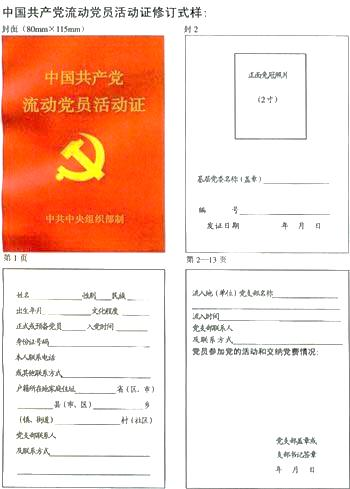 中国共产党流动党员活动证修订式样：
封面（80mm×115mm）
中国共产党
流动党员活动证
中共中央组织部制
封2
正面免冠照片
（2寸）
基层党委名称（盖章）
编 号
发证日期 年 月 日
第1页
姓名 性别 民族
出生年月 文化程度
正式或预备党员 入党时间
身份证号码
本人联系电话
或其他联系方式
户籍所在地家庭住址 省（区、市）
县（市、区） 乡
（镇、街道） 村（社区）
党支部联系人
及联系方式
第2—13页
流入地（单位）党支部名称
流入时间
党支部联系人
及联系方式
党员参加党的活动和交纳党费情况：
党支部盖章或
支部书记签章
年 月 日